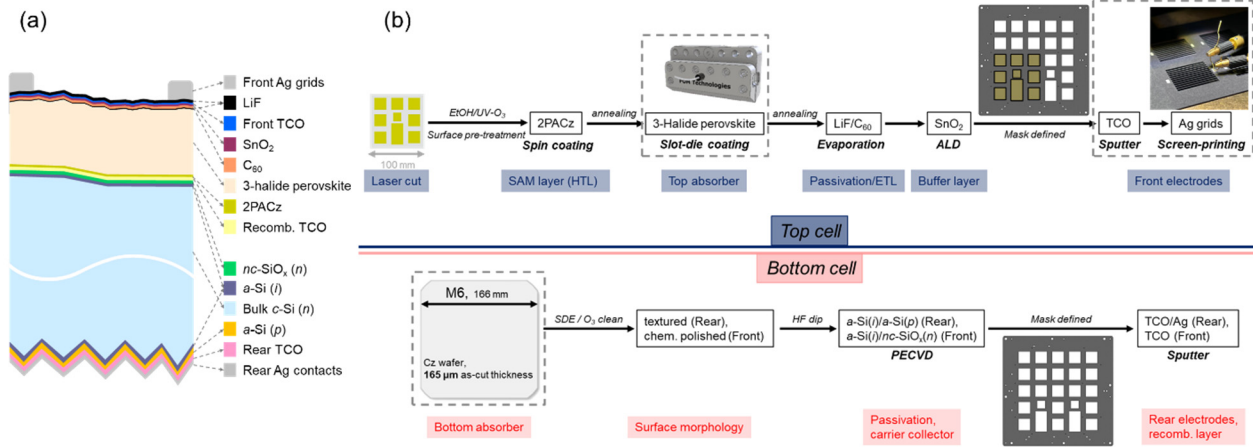 (a)
Front Ag grids
LiF
Front TCO
SnO₂
C₆₀
3-halide perovskite
2PACz
Recomb. TCO
nc-SiOₓ (n)
a-Si (i)
Bulk c-Si (n)
a-Si (p)
Rear TCO
Rear Ag contacts
(b)
100 mm
Laser cut
EtOH/UV-O₃
Surface pre-treatment
2PACz
Spin coating
SAM layer (HTL)
annealing
3-Halide perovskite
Slot-die coating
Top absorber
annealing
LiF/C₆₀
Evaporation
Passivation/ETL
SnO₂
ALD
Buffer layer
Mask defined
TCO
Sputter
Ag grids
Screen-printing
Front electrodes
Top cell
Bottom cell
M6, 166 mm
Cz wafer,
165 µm as-cut thickness
Bottom absorber
SDE / O₃ clean
textured (Rear),
chem. polished (Front)
Surface morphology
HF dip
a-Si(i)/a-Si(p) (Rear),
a-Si(i)/nc-SiOₓ(n) (Front)
PECVD
Passivation,
carrier collector
Mask defined
TCO/Ag (Rear),
TCO (Front)
Sputter
Rear electrodes,
recomb. layer